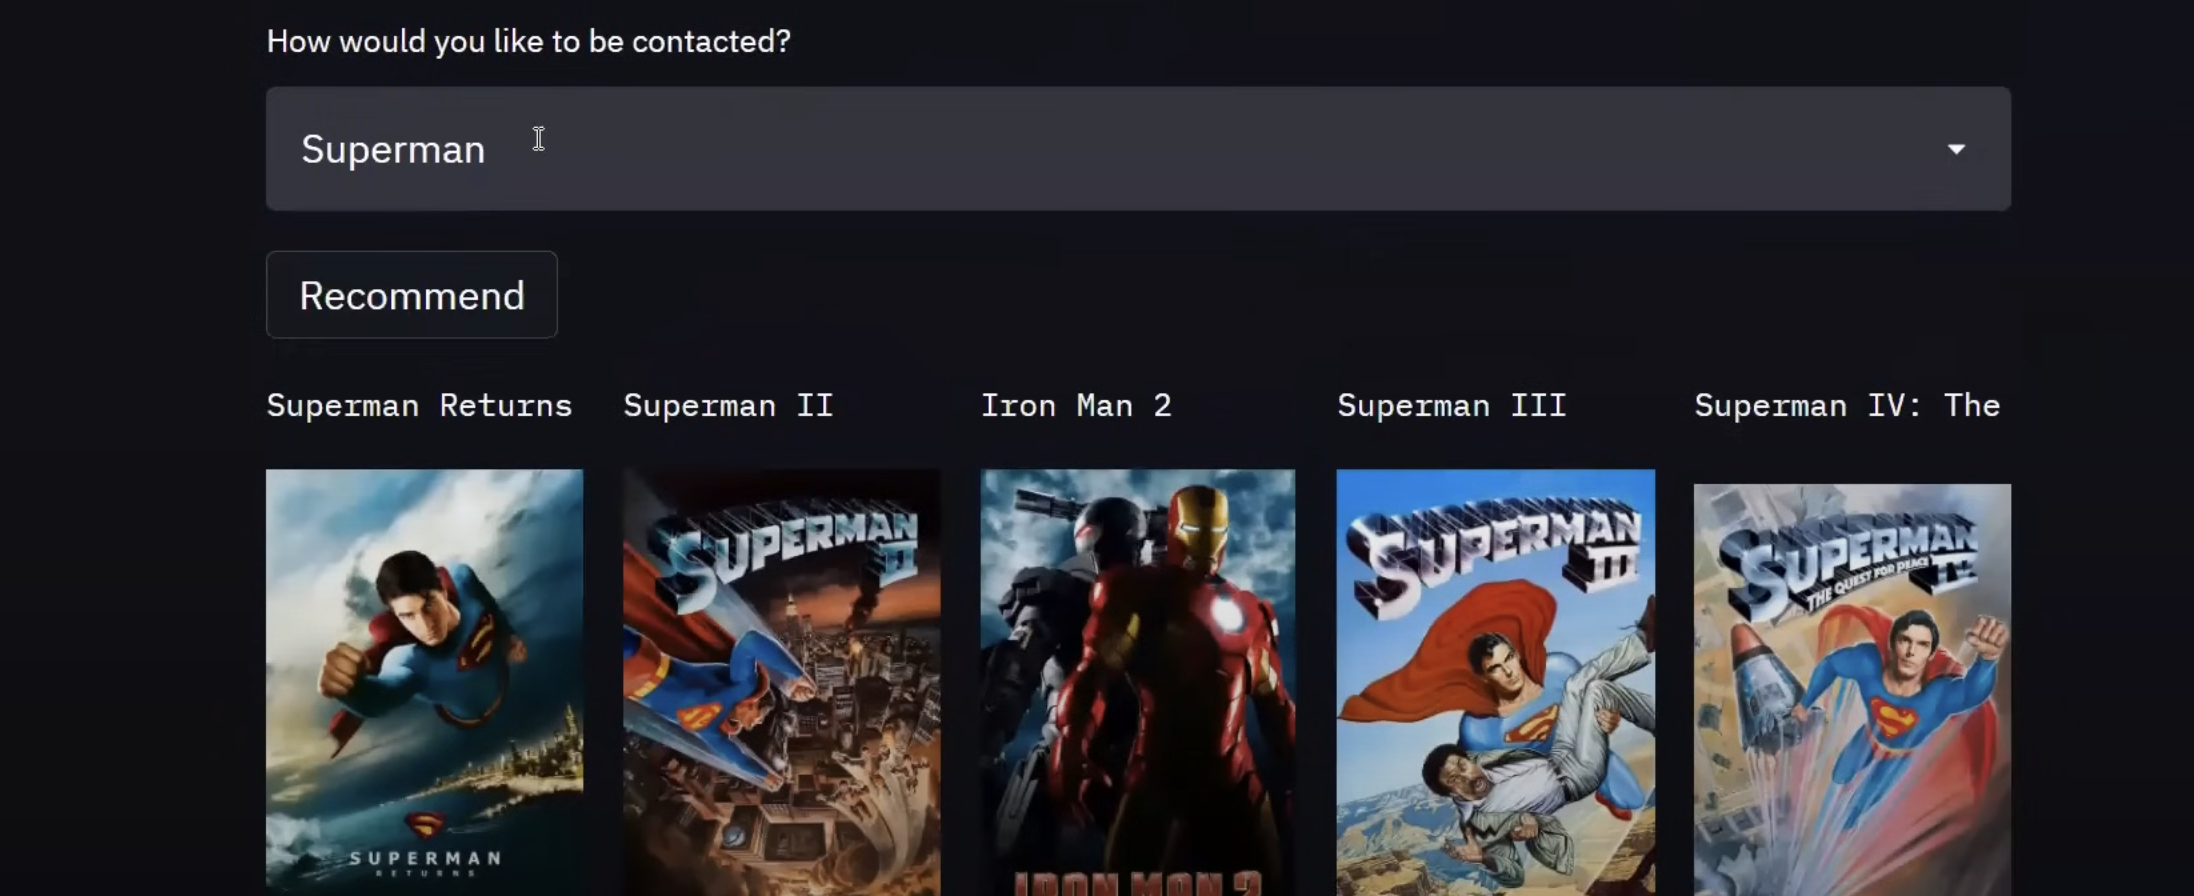 How would you like to be contacted?
Superman
Recommend
Superman Returns
Superman II
Iron Man 2
Superman III
Superman IV: The
SUPERMAN
RETURNS
SUPERMAN
II
IRON MAN 2
SUPERMAN
III
SUPERMAN
THE QUEST FOR PEACE
IV